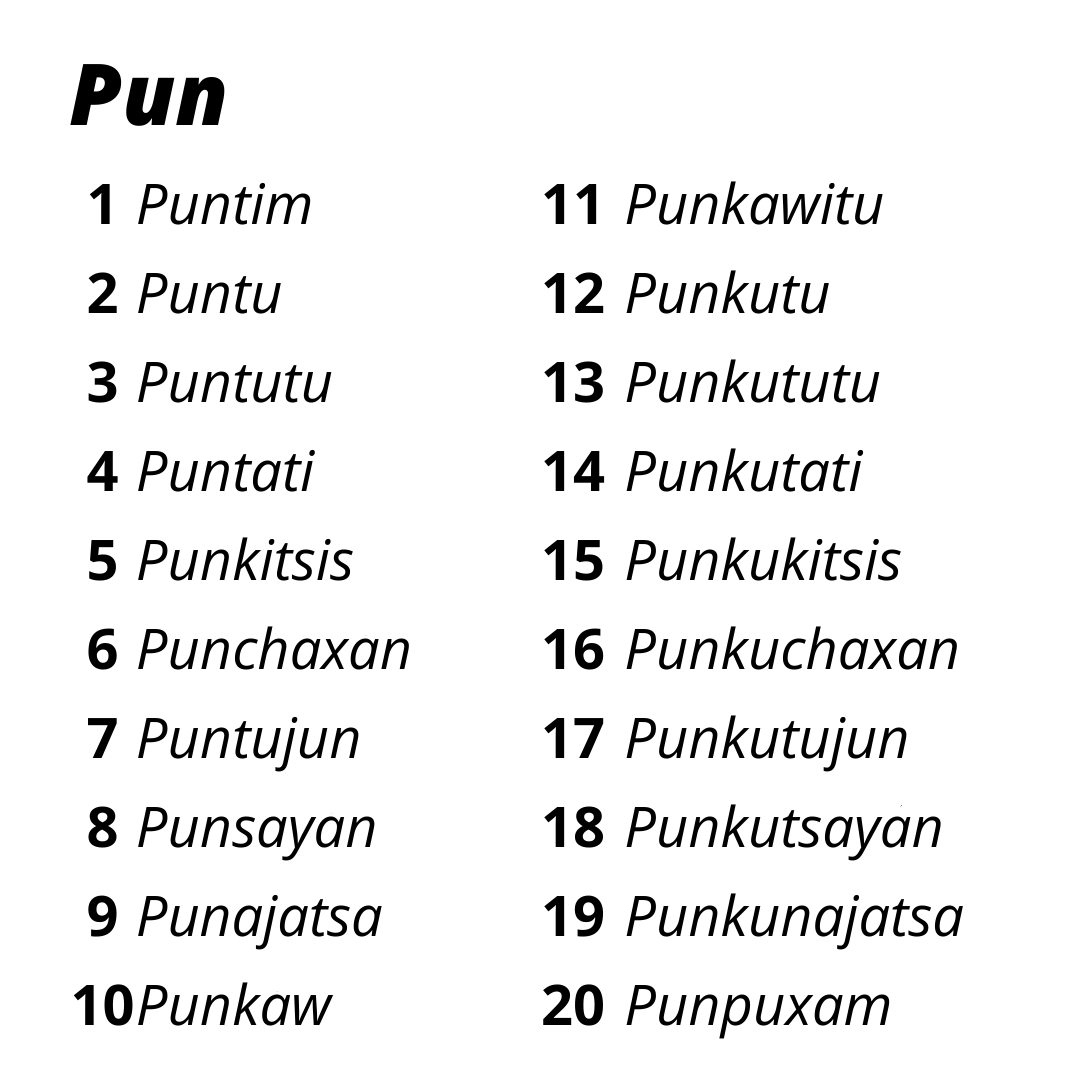 Pun
1 Puntim
2 Puntu
3 Puntutu
4 Puntati
5 Punkitsis
6 Punchaxan
7 Puntujun
8 Punsayan
9 Punajatsa
10 Punkaw
11 Punkawitu
12 Punkutu
13 Punkututu
14 Punkutati
15 Punkukitsis
16 Punkuchaxan
17 Punkutujun
18 Punkutsayan
19 Punkunajatsa
20 Punpuxam